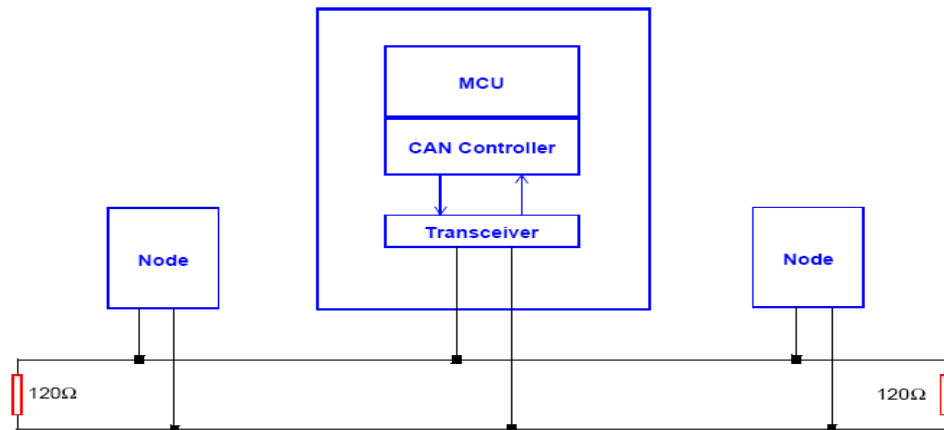 MCU
CAN Controller
Transceiver
Node
Node
120Ω
120Ω